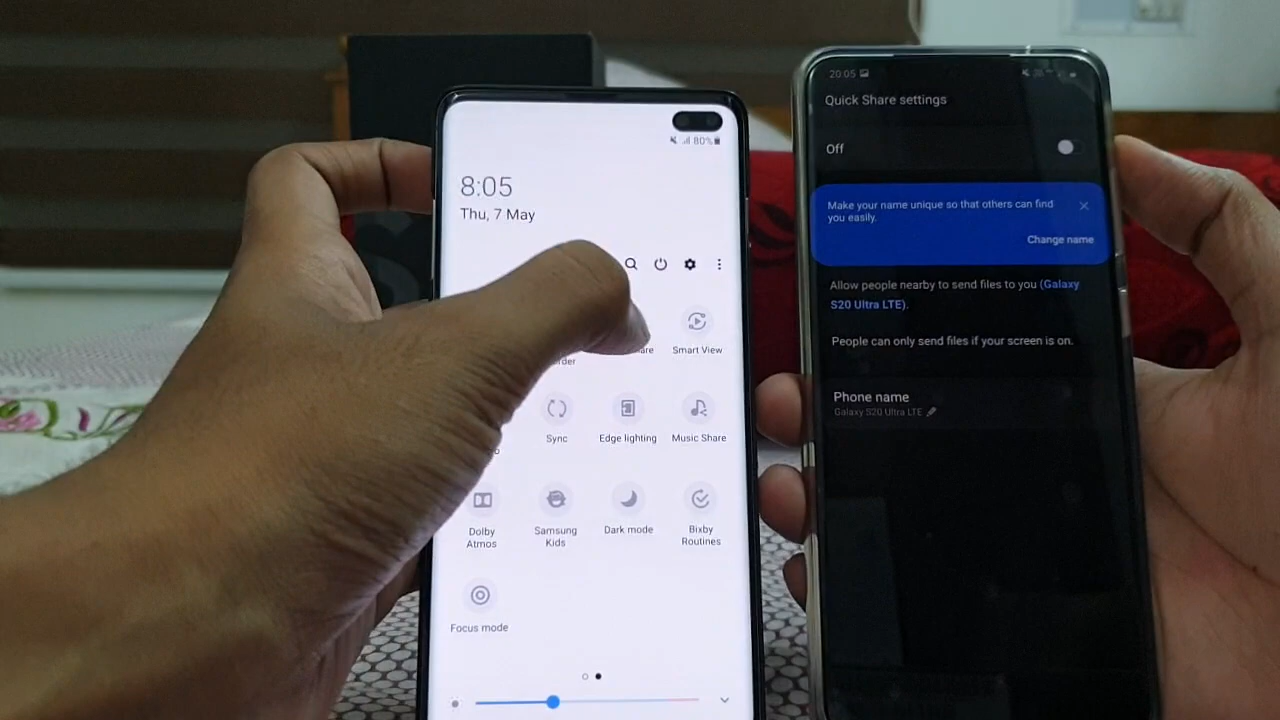 80%
8:05
Thu, 7 May
Smart View
Sync
Edge lighting
Music Share
Dolby
Atmos
Samsung
Kids
Dark mode
Bixby
Routines
Focus mode
20:05
Quick Share settings
Off
Make your name unique so that others can find
you easily.
Change name
Allow people nearby to send files to you (Galaxy
S20 Ultra LTE).
People can only send files if your screen is on.
Phone name
Galaxy S20 Ultra LTE